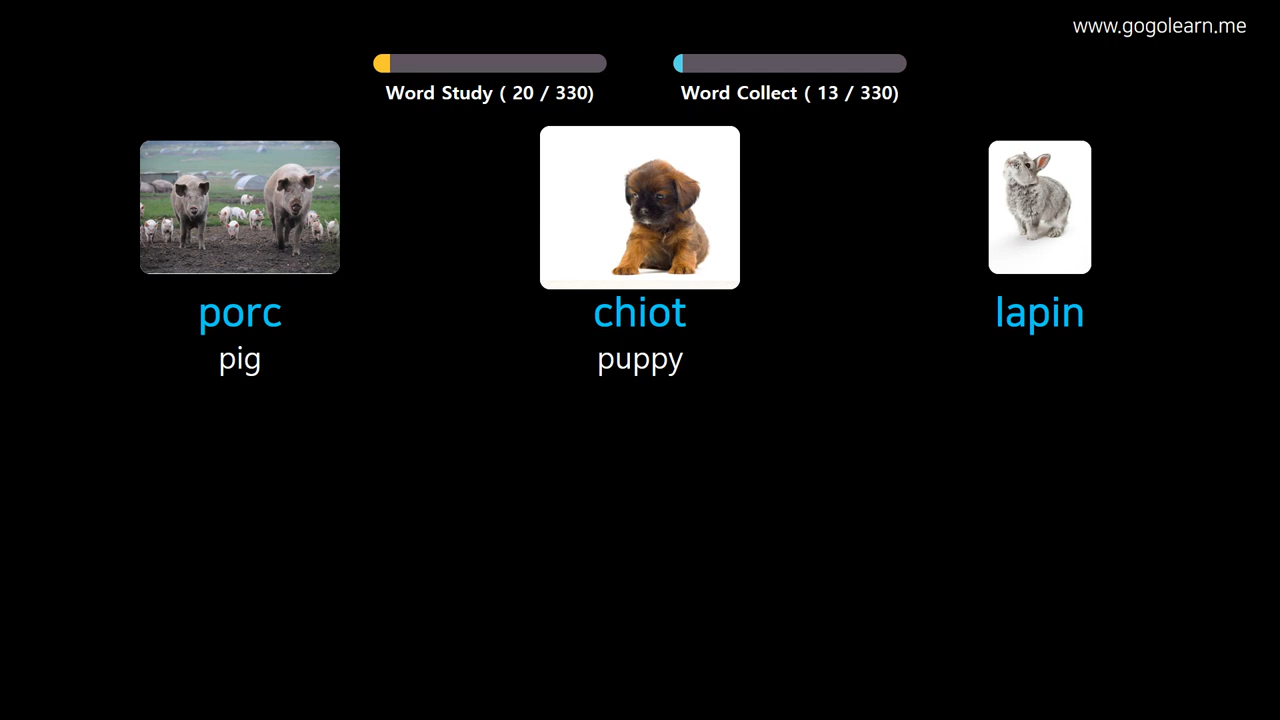 www.gogolearn.me
Word Study ( 20 / 330)
Word Collect ( 13 / 330)
porc
chiot
lapin
pig
puppy